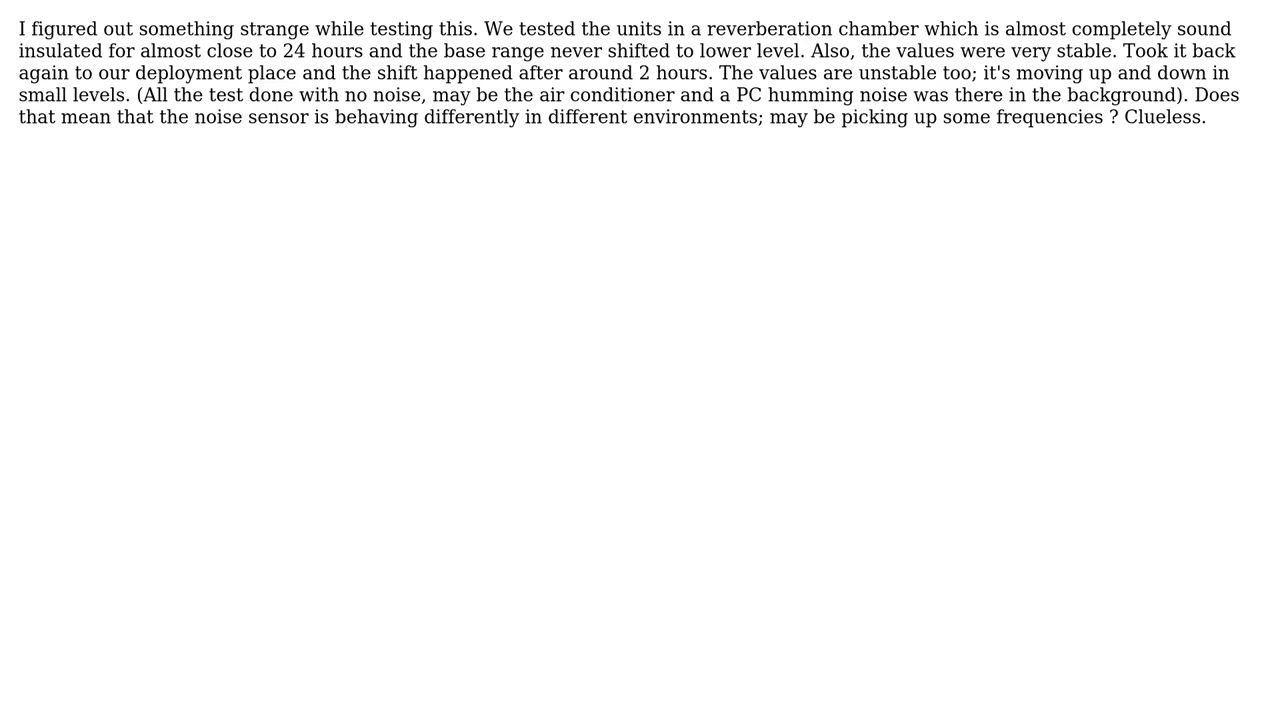 I figured out something strange while testing this. We tested the units in a reverberation chamber which is almost completely sound
insulated for almost close to 24 hours and the base range never shifted to lower level. Also, the values were very stable. Took it back
again to our deployment place and the shift happened after around 2 hours. The values are unstable too; it's moving up and down in
small levels. (All the test done with no noise, may be the air conditioner and a PC humming noise was there in the background). Does
that mean that the noise sensor is behaving differently in different environments; may be picking up some frequencies ? Clueless.